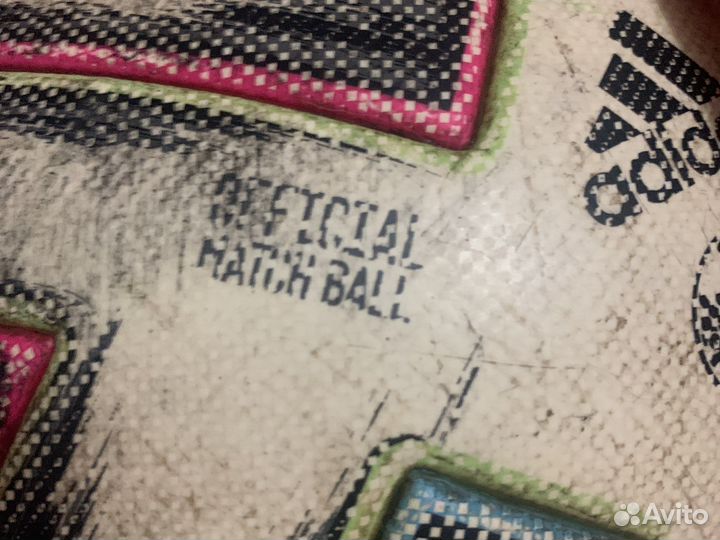 adidas
OFFICIAL
MATCH BALL
Avito